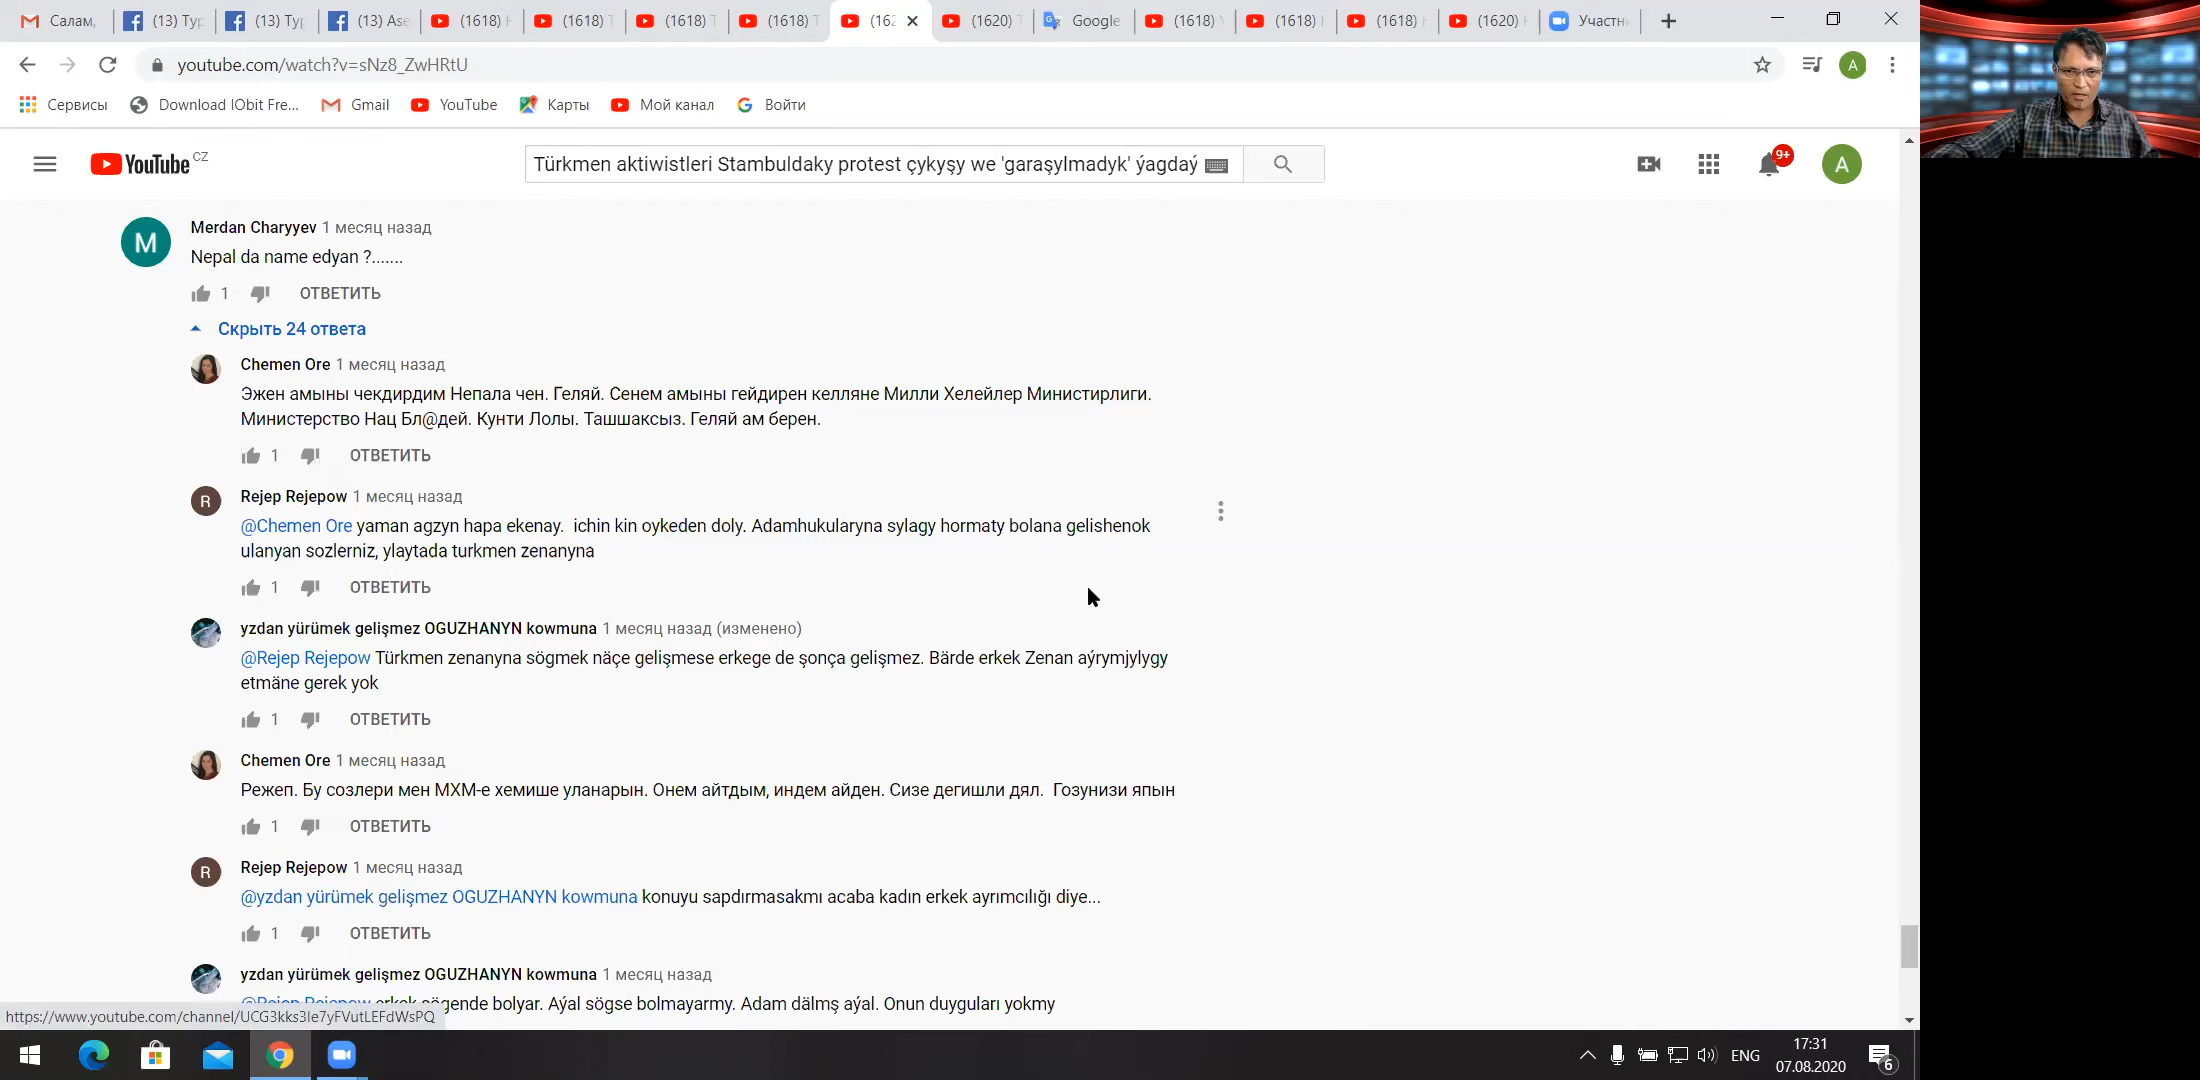 Салам,
(13) Тур
(13) Тур
(13) Ase
(1618) H
(1618) T
(1618) T
(1618) T
(162
(1620) T
Google
(1618) Y
(1618)
(1618)
(1620)
Участни
youtube.com/watch?v=sNz8_ZwHRtU
A
Сервисы
Download IObit Fre...
Gmail
YouTube
Карты
Мой канал
Войти
YouTube CZ
Türkmen aktiwistleri Stambuldaky protest çykyşy we 'garaşylmadyk' ýagdaý
9+
A
M
Merdan Charyyev 1 месяц назад
Nepal da name edyan ?.......
1 ОТВЕТИТЬ
Скрыть 24 ответа
Chemen Ore 1 месяц назад
Эжен амыны чекдирдим Непала чен. Геляй. Сенем амыны гейдирен келляне Милли Хелейлер Министирлиги.
Министерство Нац Бл@дей. Кунти Лолы. Ташшаксыз. Геляй ам берен.
1 ОТВЕТИТЬ
R
Rejep Rejepow 1 месяц назад
@Chemen Ore yaman agzyn hapa ekenay.  ichin kin oykeden doly. Adamhukularyna sylagy hormaty bolana gelishenok
ulanyan sozlerniz, ylaytada turkmen zenanyna
1 ОТВЕТИТЬ
yzdan yürümek gelişmez OGUZHANYN kowmuna 1 месяц назад (изменено)
@Rejep Rejepow Türkmen zenanyna sögmek näçe gelişmese erkege de şonça gelişmez. Bärde erkek Zenan aýrymjylygy
etmäne gerek yok
1 ОТВЕТИТЬ
Chemen Ore 1 месяц назад
Режеп. Бу созлери мен МХМ-е хемише уланарын. Онем айтдым, индем айден. Сизе дегишли дял.  Гозунизи япын
1 ОТВЕТИТЬ
R
Rejep Rejepow 1 месяц назад
@yzdan yürümek gelişmez OGUZHANYN kowmuna konuyu sapdırmasakmı acaba kadın erkek ayrımcılığı diye...
1 ОТВЕТИТЬ
yzdan yürümek gelişmez OGUZHANYN kowmuna 1 месяц назад
@Rejep Rejepow erkek sögende bolyar. Aýal sögse bolmayarmy. Adam dälmş aýal. Onun duyguları yokmy
https://www.youtube.com/channel/UCG3kks3Ie7yFVutLEFdWsPQ
ENG
17:31
07.08.2020
6